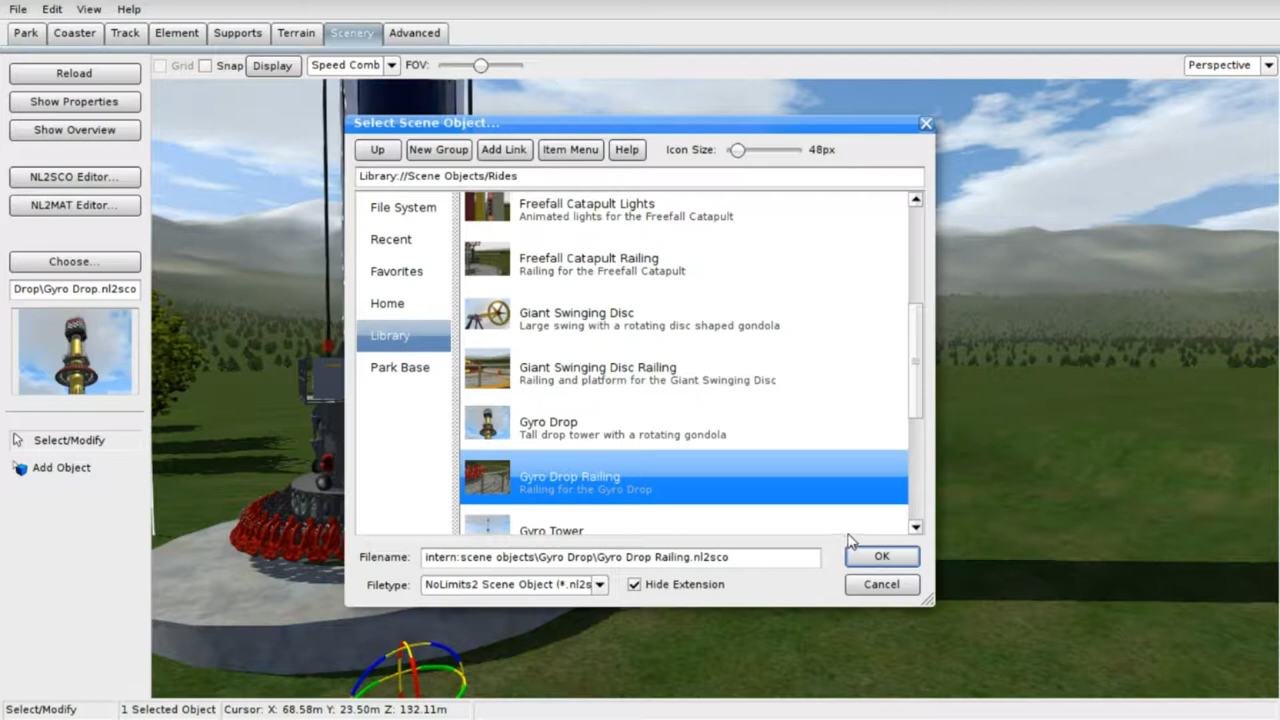 File Edit View Help
Park Coaster Track Element Supports Terrain Scenery Advanced
Reload Grid Snap Display Speed Comb FOV: Perspective
Show Properties
Show Overview
NL2SCO Editor...
NL2MAT Editor...
Choose...
Drop\Gyro Drop.nl2sco
Select/Modify
Add Object
Select Scene Object...
Up New Group Add Link Item Menu Help Icon Size: 48px
Library://Scene Objects/Rides
File System
Recent
Favorites
Home
Library
Park Base
Freefall Catapult Lights
Animated lights for the Freefall Catapult
Freefall Catapult Railing
Railing for the Freefall Catapult
Giant Swinging Disc
Large swing with a rotating disc shaped gondola
Giant Swinging Disc Railing
Railing and platform for the Giant Swinging Disc
Gyro Drop
Tall drop tower with a rotating gondola
Gyro Drop Railing
Railing for the Gyro Drop
Gyro Tower
Filename: intern:scene objects\Gyro Drop\Gyro Drop Railing.nl2sco OK
Filetype: NoLimits2 Scene Object (*.nl2s Hide Extension Cancel
Select/Modify 1 Selected Object Cursor: X: 68.58m Y: 23.50m Z: 132.11m